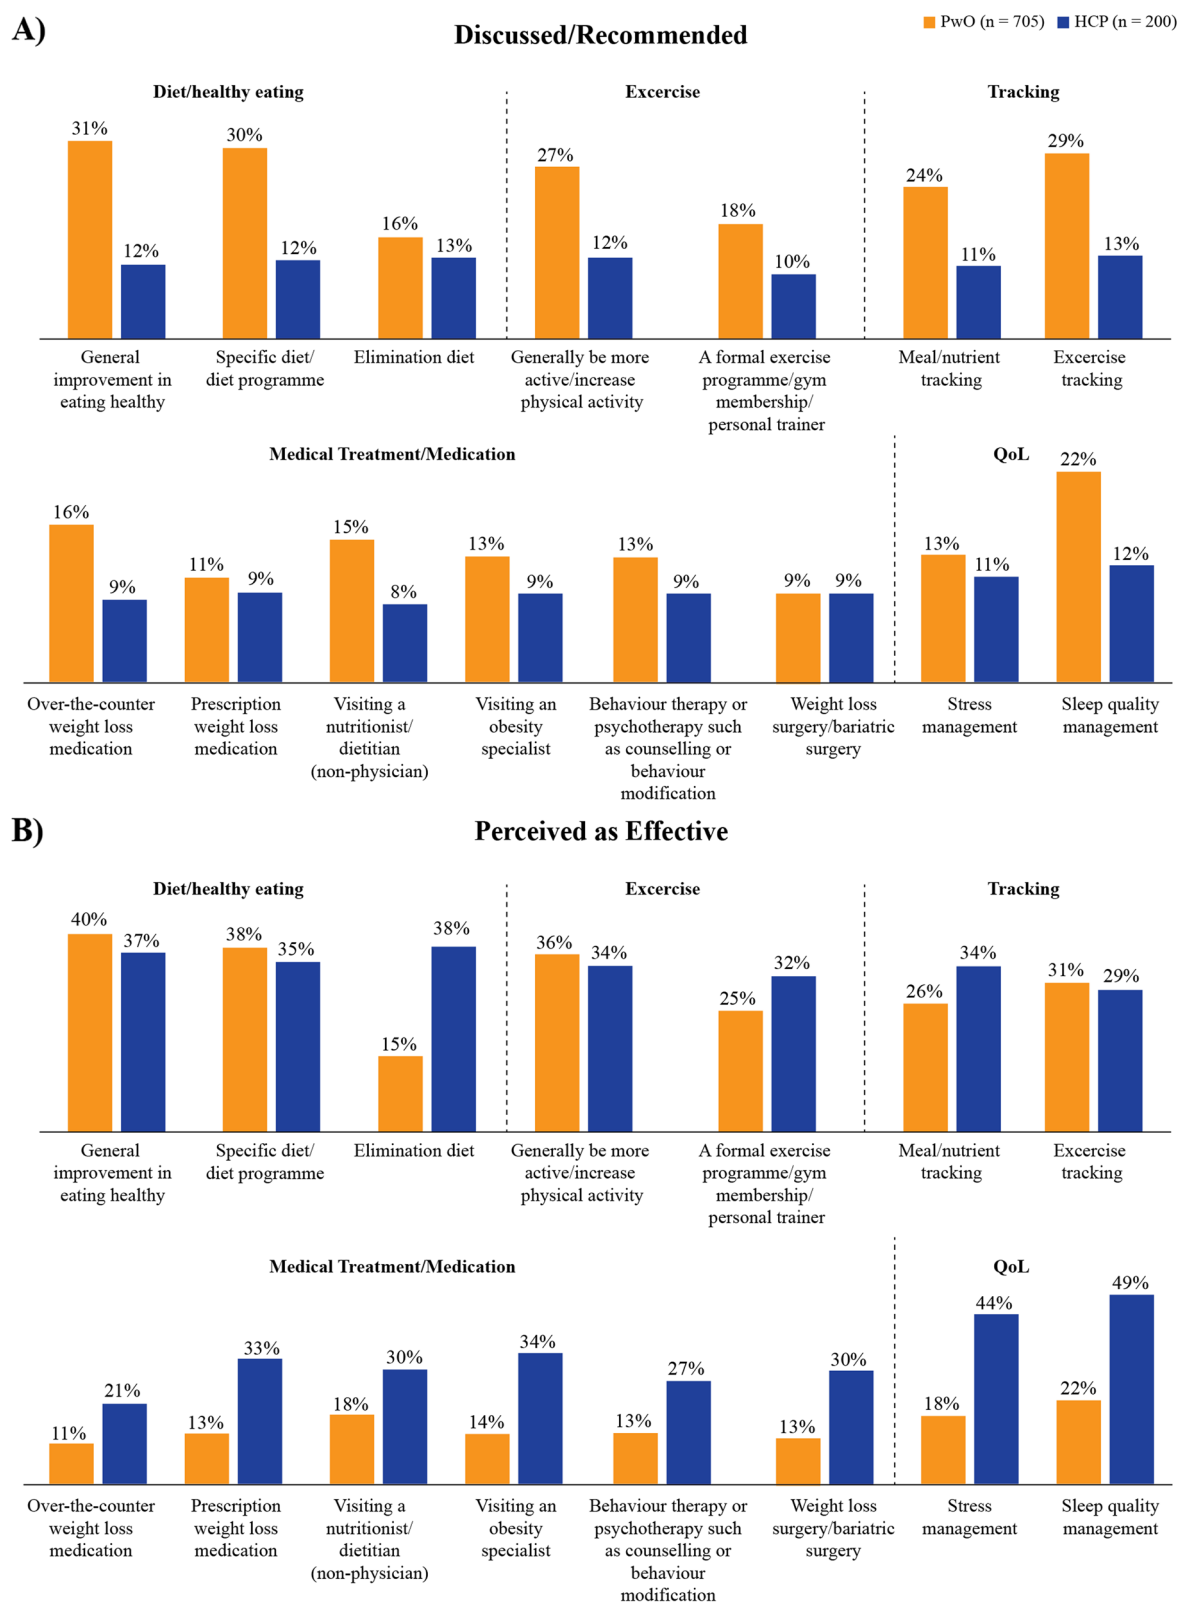 A)
Discussed/Recommended
PwO (n = 705) HCP (n = 200)
Diet/healthy eating
Excercise
Tracking
31%
12%
30%
12%
16%
13%
27%
12%
18%
10%
24%
11%
29%
13%
General
improvement in
eating healthy
Specific diet/
diet programme
Elimination diet
Generally be more
active/increase
physical activity
A formal exercise
programme/gym
membership/
personal trainer
Meal/nutrient
tracking
Excercise
tracking
Medical Treatment/Medication
QoL
16%
9%
11%
9%
15%
8%
13%
9%
13%
9%
9%
9%
13%
11%
22%
12%
Over-the-counter
weight loss
medication
Prescription
weight loss
medication
Visiting a
nutritionist/
dietitian
(non-physician)
Visiting an
obesity
specialist
Behaviour therapy or
psychotherapy such
as counselling or
behaviour
modification
Weight loss
surgery/bariatric
surgery
Stress
management
Sleep quality
management
B)
Perceived as Effective
Diet/healthy eating
Excercise
Tracking
40%
37%
38%
35%
15%
38%
36%
34%
25%
32%
26%
34%
31%
29%
General
improvement in
eating healthy
Specific diet/
diet programme
Elimination diet
Generally be more
active/increase
physical activity
A formal exercise
programme/gym
membership/
personal trainer
Meal/nutrient
tracking
Excercise
tracking
Medical Treatment/Medication
QoL
11%
21%
13%
33%
18%
30%
14%
34%
13%
27%
13%
30%
18%
44%
22%
49%
Over-the-counter
weight loss
medication
Prescription
weight loss
medication
Visiting a
nutritionist/
dietitian
(non-physician)
Visiting an
obesity
specialist
Behaviour therapy or
psychotherapy such
as counselling or
behaviour
modification
Weight loss
surgery/bariatric
surgery
Stress
management
Sleep quality
management